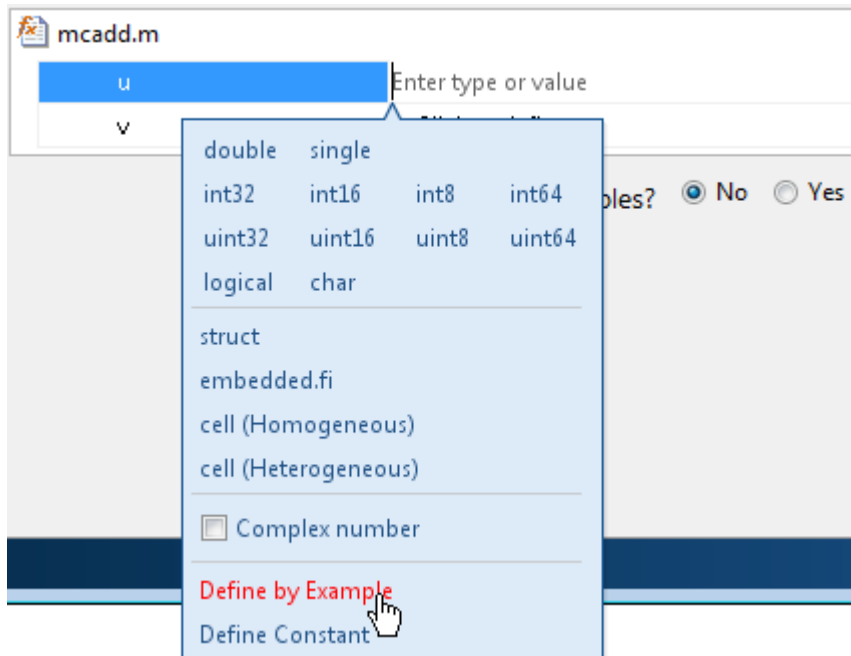 mcadd.m
u Enter type or value
v
double single
int32 int16 int8 int64
uint32 uint16 uint8 uint64
logical char
struct
embedded.fi
cell (Homogeneous)
cell (Heterogeneous)
Complex number
Define by Example
Define Constant
No Yes